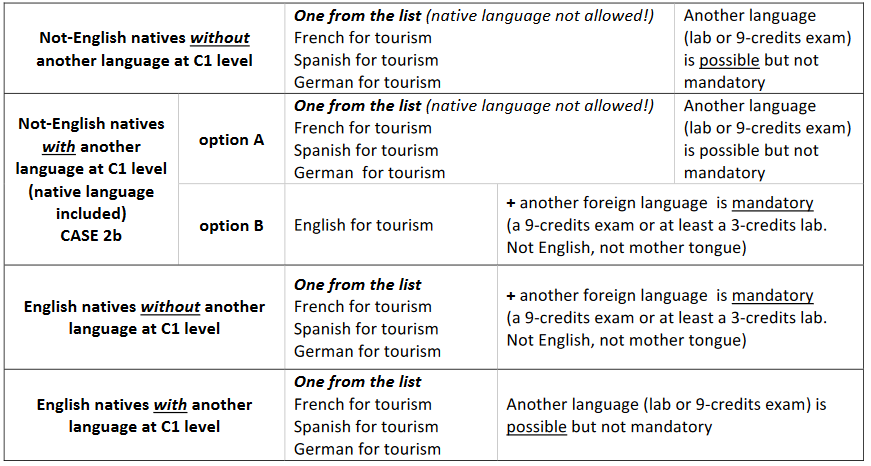 Not-English natives without
another language at C1 level
One from the list (native language not allowed!)
French for tourism
Spanish for tourism
German for tourism
Another language
(lab or 9-credits exam)
is possible but not
mandatory
Not-English natives
with another
language at C1 level
(native language
included)
CASE 2b
option A
One from the list (native language not allowed!)
French for tourism
Spanish for tourism
German for tourism
Another language
(lab or 9-credits exam)
is possible but not
mandatory
option B
English for tourism
+ another foreign language is mandatory
(a 9-credits exam or at least a 3-credits lab.
Not English, not mother tongue)
English natives without another
language at C1 level
One from the list
French for tourism
Spanish for tourism
German for tourism
+ another foreign language is mandatory
(a 9-credits exam or at least a 3-credits lab.
Not English, not mother tongue)
English natives with another
language at C1 level
One from the list
French for tourism
Spanish for tourism
German for tourism
Another language (lab or 9-credits exam) is
possible but not mandatory